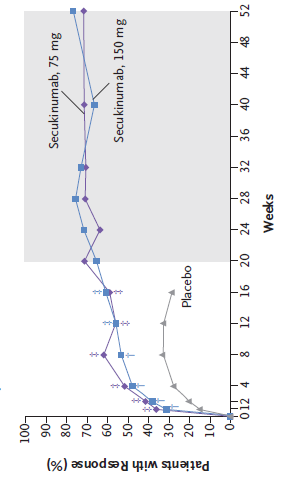 Patients with Response (%)
100
90
80
70
60
50
40
30
20
10
0
Secukinumab, 75 mg
Secukinumab, 150 mg
Placebo
0 1 2 4 8 12 16 20 24 28 32 36 40 44 48 52
Weeks